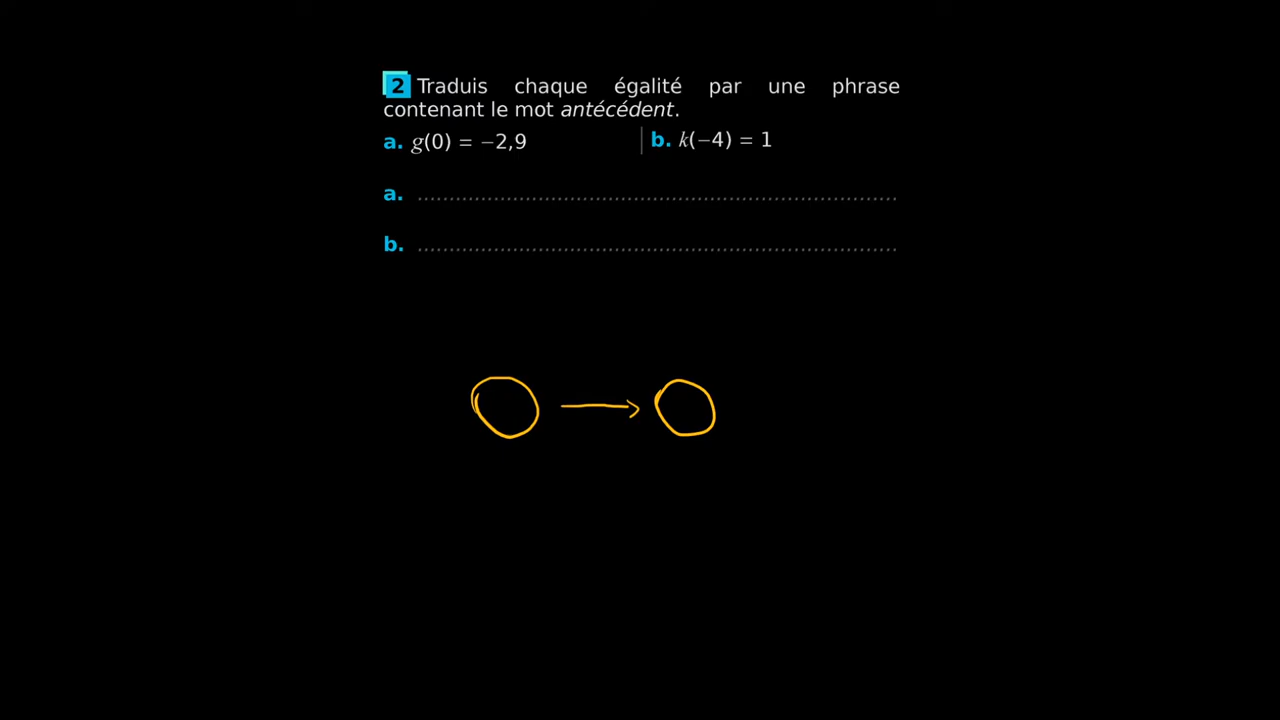 2 Traduis chaque égalité par une phrase
contenant le mot antécédent.
a. g(0) = −2,9 b. k(−4) = 1
a. ................................................................................
b. ................................................................................